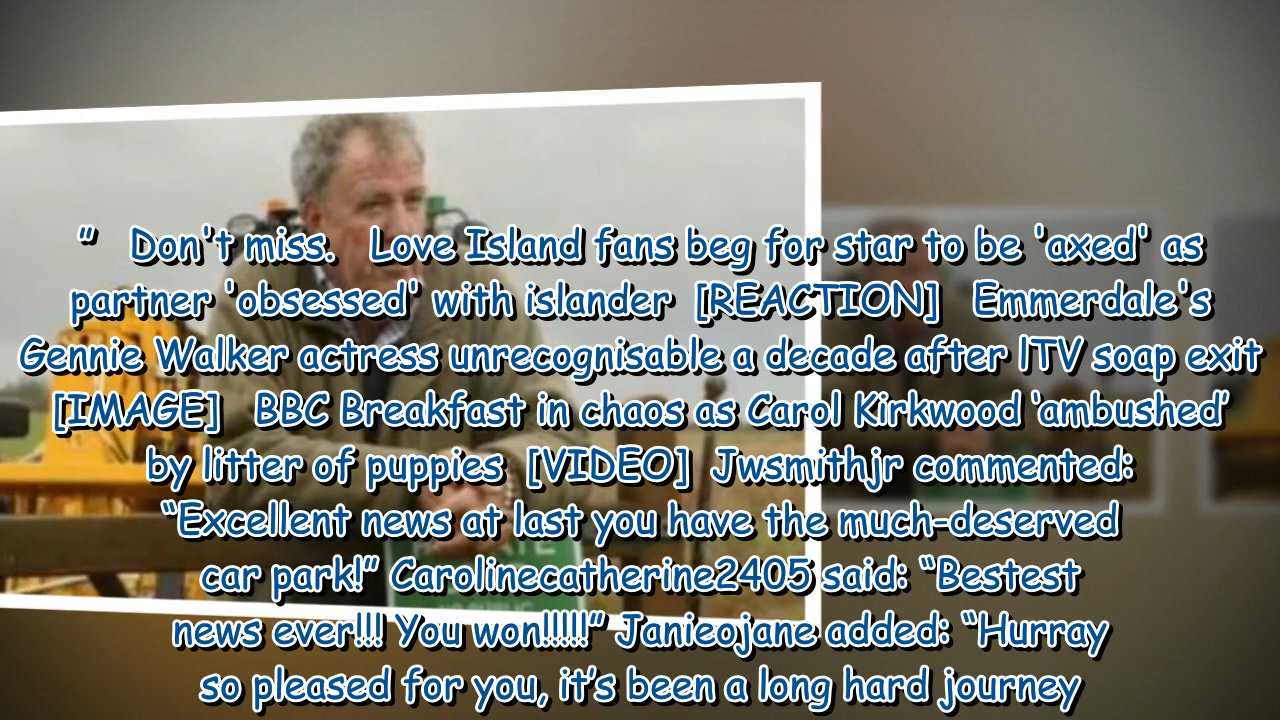 ” Don't miss. Love Island fans beg for star to be 'axed' as
partner 'obsessed' with islander [REACTION] Emmerdale's
Gennie Walker actress unrecognisable a decade after lTV soap exit
[IMAGE] BBC Breakfast in chaos as Carol Kirkwood ‘ambushed’
by litter of puppies [VIDEO] Jwsmithjr commented:
“Excellent news at last you have the much-deserved
car park!” Carolinecatherine2405 said: “Bestest
news ever!!! You won!!!!!” Janieojane added: “Hurray
so pleased for you, it’s been a long hard journey